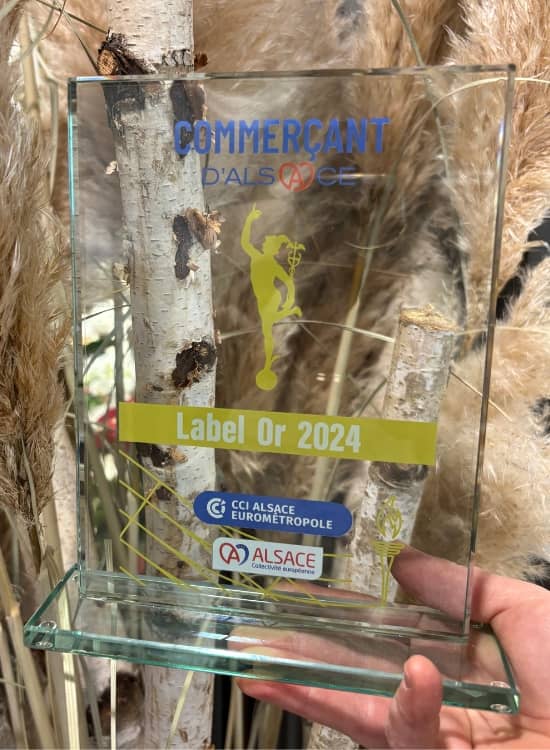 COMMERÇANT
D'ALSACE
Label Or 2024
CCI ALSACE
EUROMÉTROPOLE
ALSACE
Collectivité européenne